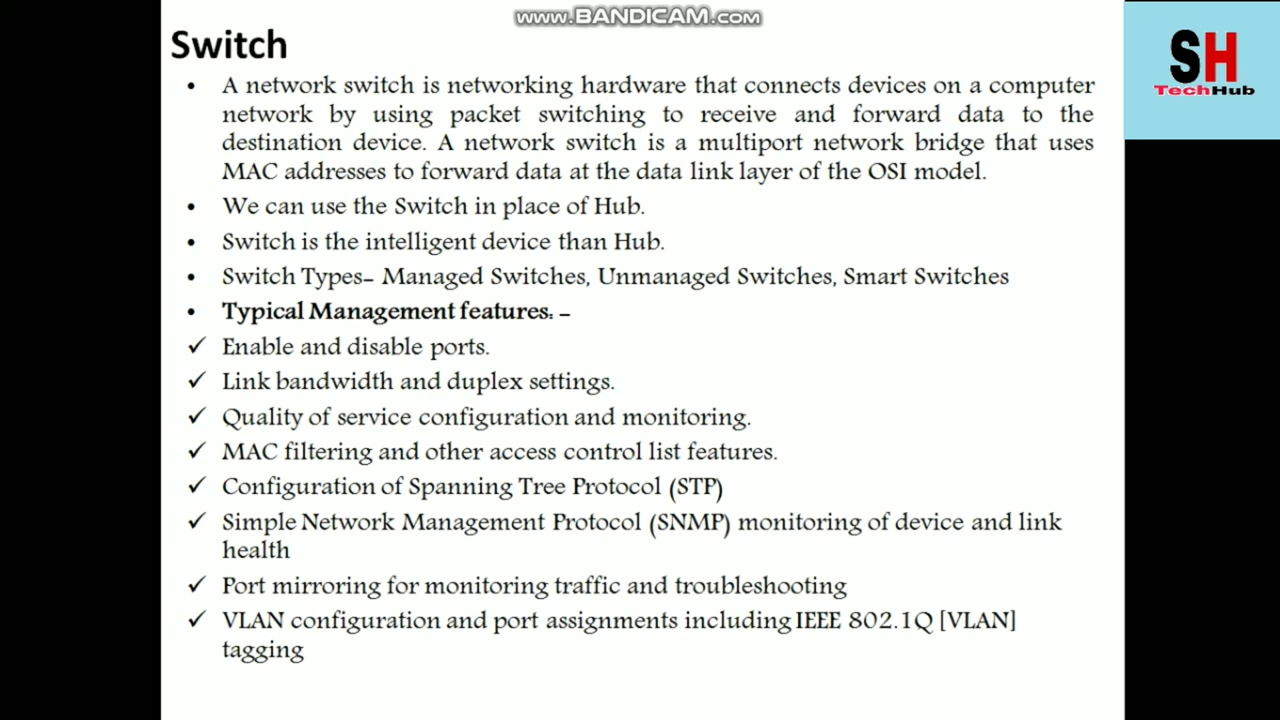 www.BANDICAM.com
SH
TechHub
Switch
• A network switch is networking hardware that connects devices on a computer
network by using packet switching to receive and forward data to the
destination device. A network switch is a multiport network bridge that uses
MAC addresses to forward data at the data link layer of the OSI model.
• We can use the Switch in place of Hub.
• Switch is the intelligent device than Hub.
• Switch Types– Managed Switches, Unmanaged Switches, Smart Switches
• Typical Management features: –
✓ Enable and disable ports.
✓ Link bandwidth and duplex settings.
✓ Quality of service configuration and monitoring.
✓ MAC filtering and other access control list features.
✓ Configuration of Spanning Tree Protocol (STP)
✓ Simple Network Management Protocol (SNMP) monitoring of device and link
health
✓ Port mirroring for monitoring traffic and troubleshooting
✓ VLAN configuration and port assignments including IEEE 802.1Q [VLAN]
tagging